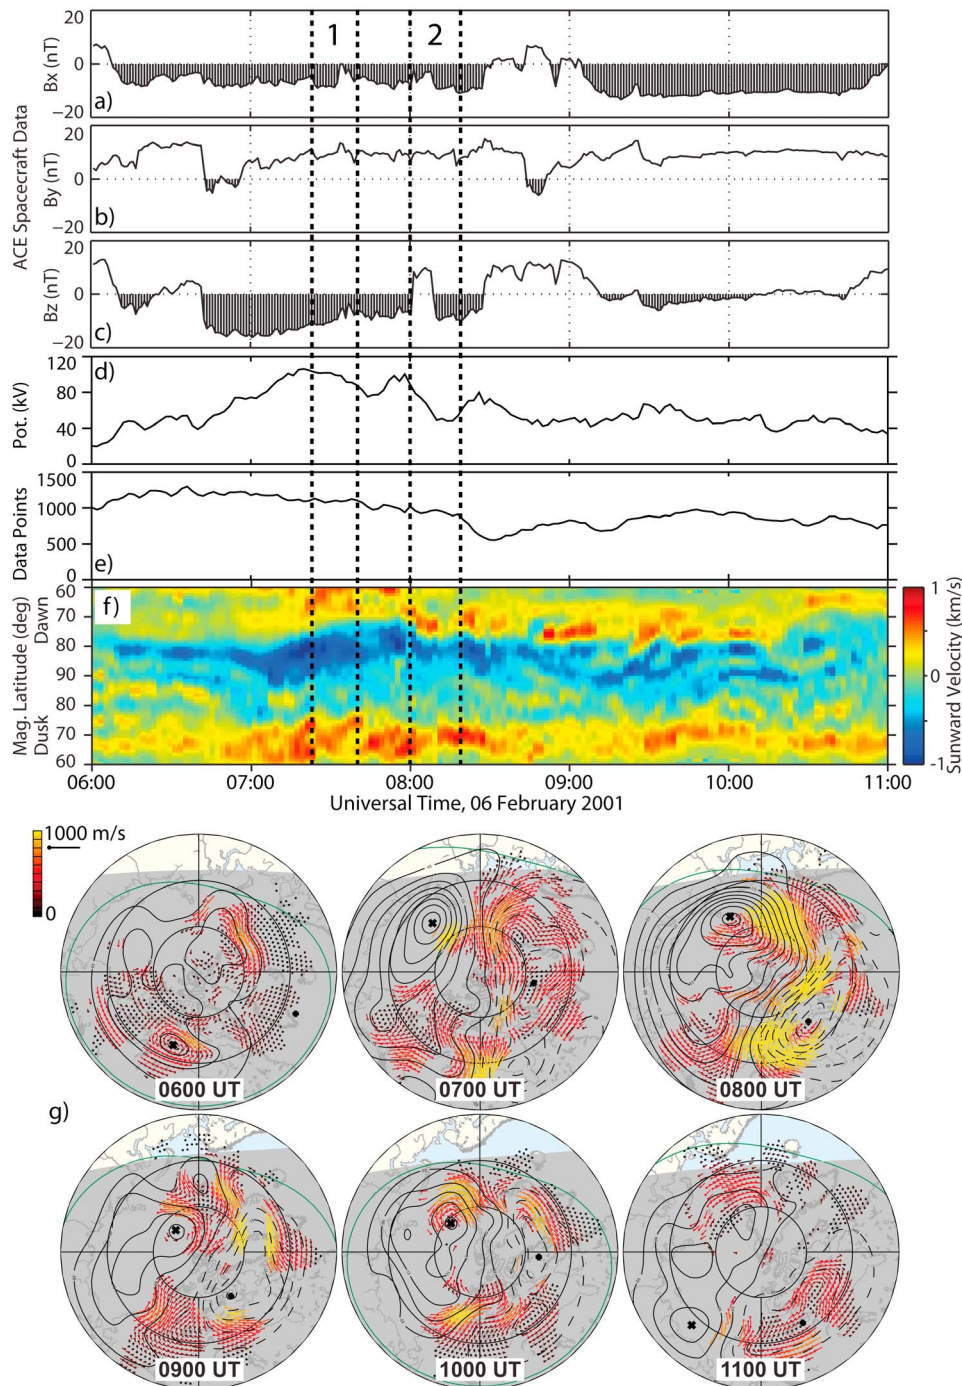 ACE Spacecraft Data
20
1
2
Bx (nT)
0
−20
a)
20
By (nT)
0
−20
b)
20
Bz (nT)
0
−20
c)
120
d)
Pot. (kV)
80
40
0
1500
Data Points
1000
500
0
e)
60
f)
Mag. Latitude (deg)
Dusk Dawn
70
80
90
80
70
60
1
0
-1
Sunward Velocity (km/s)
06:00 07:00 08:00 09:00 10:00 11:00
Universal Time, 06 February 2001
1000 m/s
0
0600 UT 0700 UT 0800 UT
g)
0900 UT 1000 UT 1100 UT